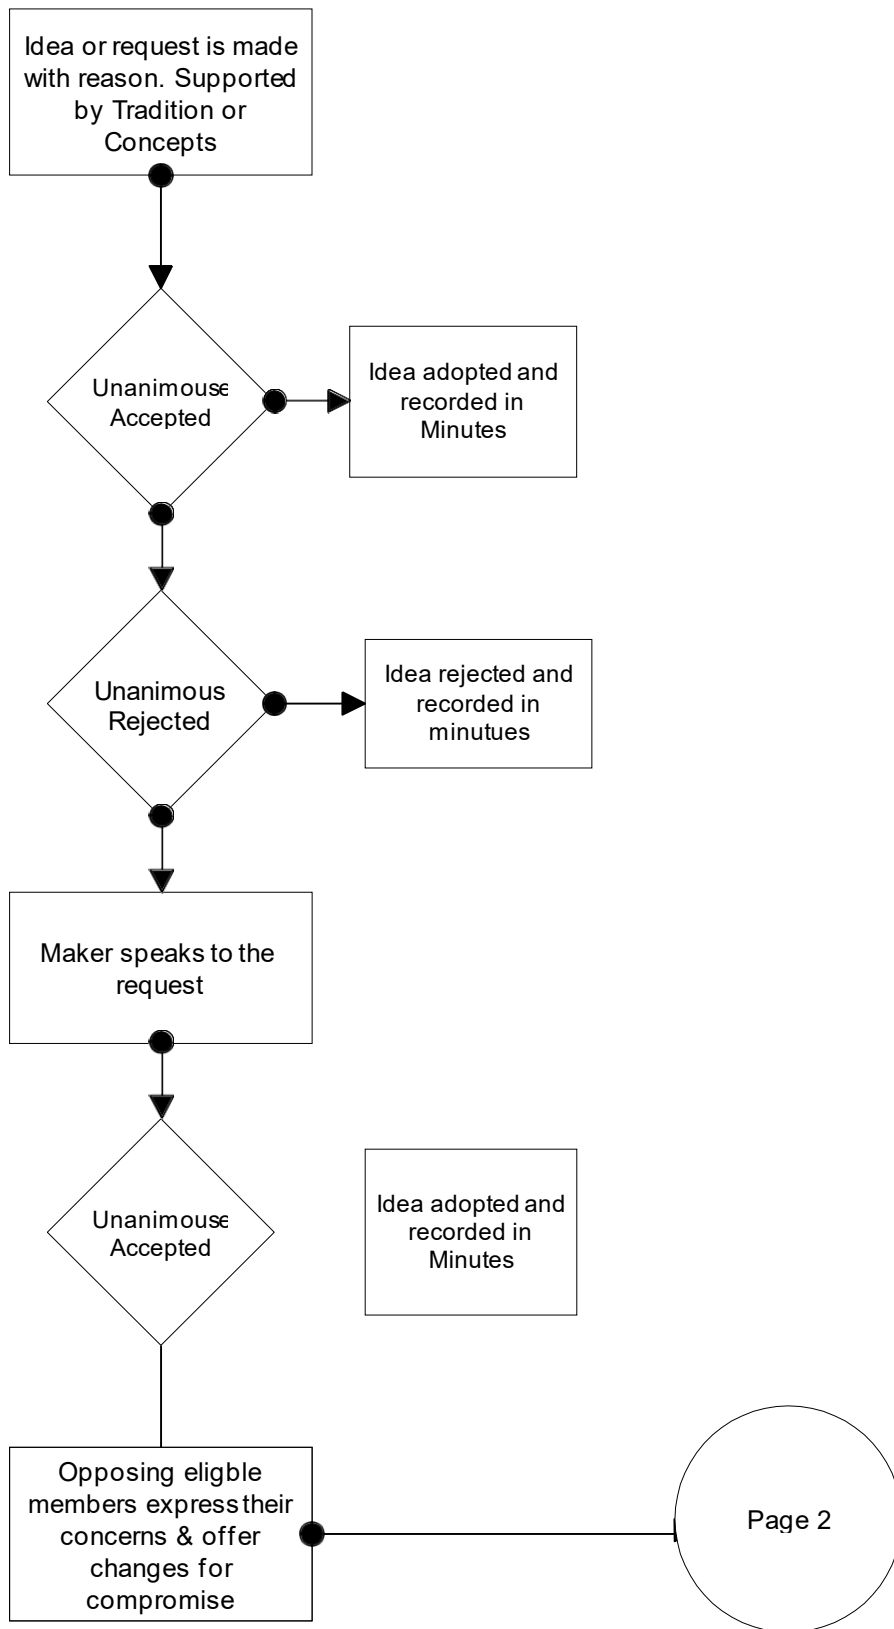 Idea or request is made
with reason. Supported
by Tradition or
Concepts
Unanimouse
Accepted
Idea adopted and
recorded in
Minutes
Unanimous
Rejected
Idea rejected and
recorded in
minutues
Maker speaks to the
request
Unanimouse
Accepted
Idea adopted and
recorded in
Minutes
Opposing eligble
members express their
concerns & offer
changes for
compromise
Page 2